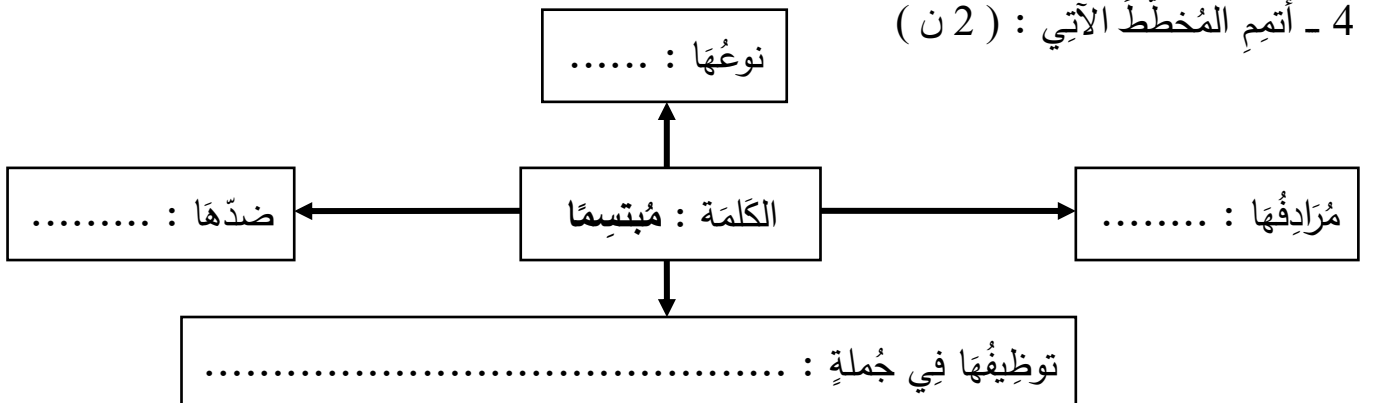 4 ـ أتمِمِ المُخطّطَ الآتِي : ( 2 ن )
نوعُهَا : ......
مُرَادِفُهَا : ........
الكَلمَة : مُبتسِمًا
ضدّهَا : .........
توظِيفُهَا فِي جُملةٍ : ..........................................